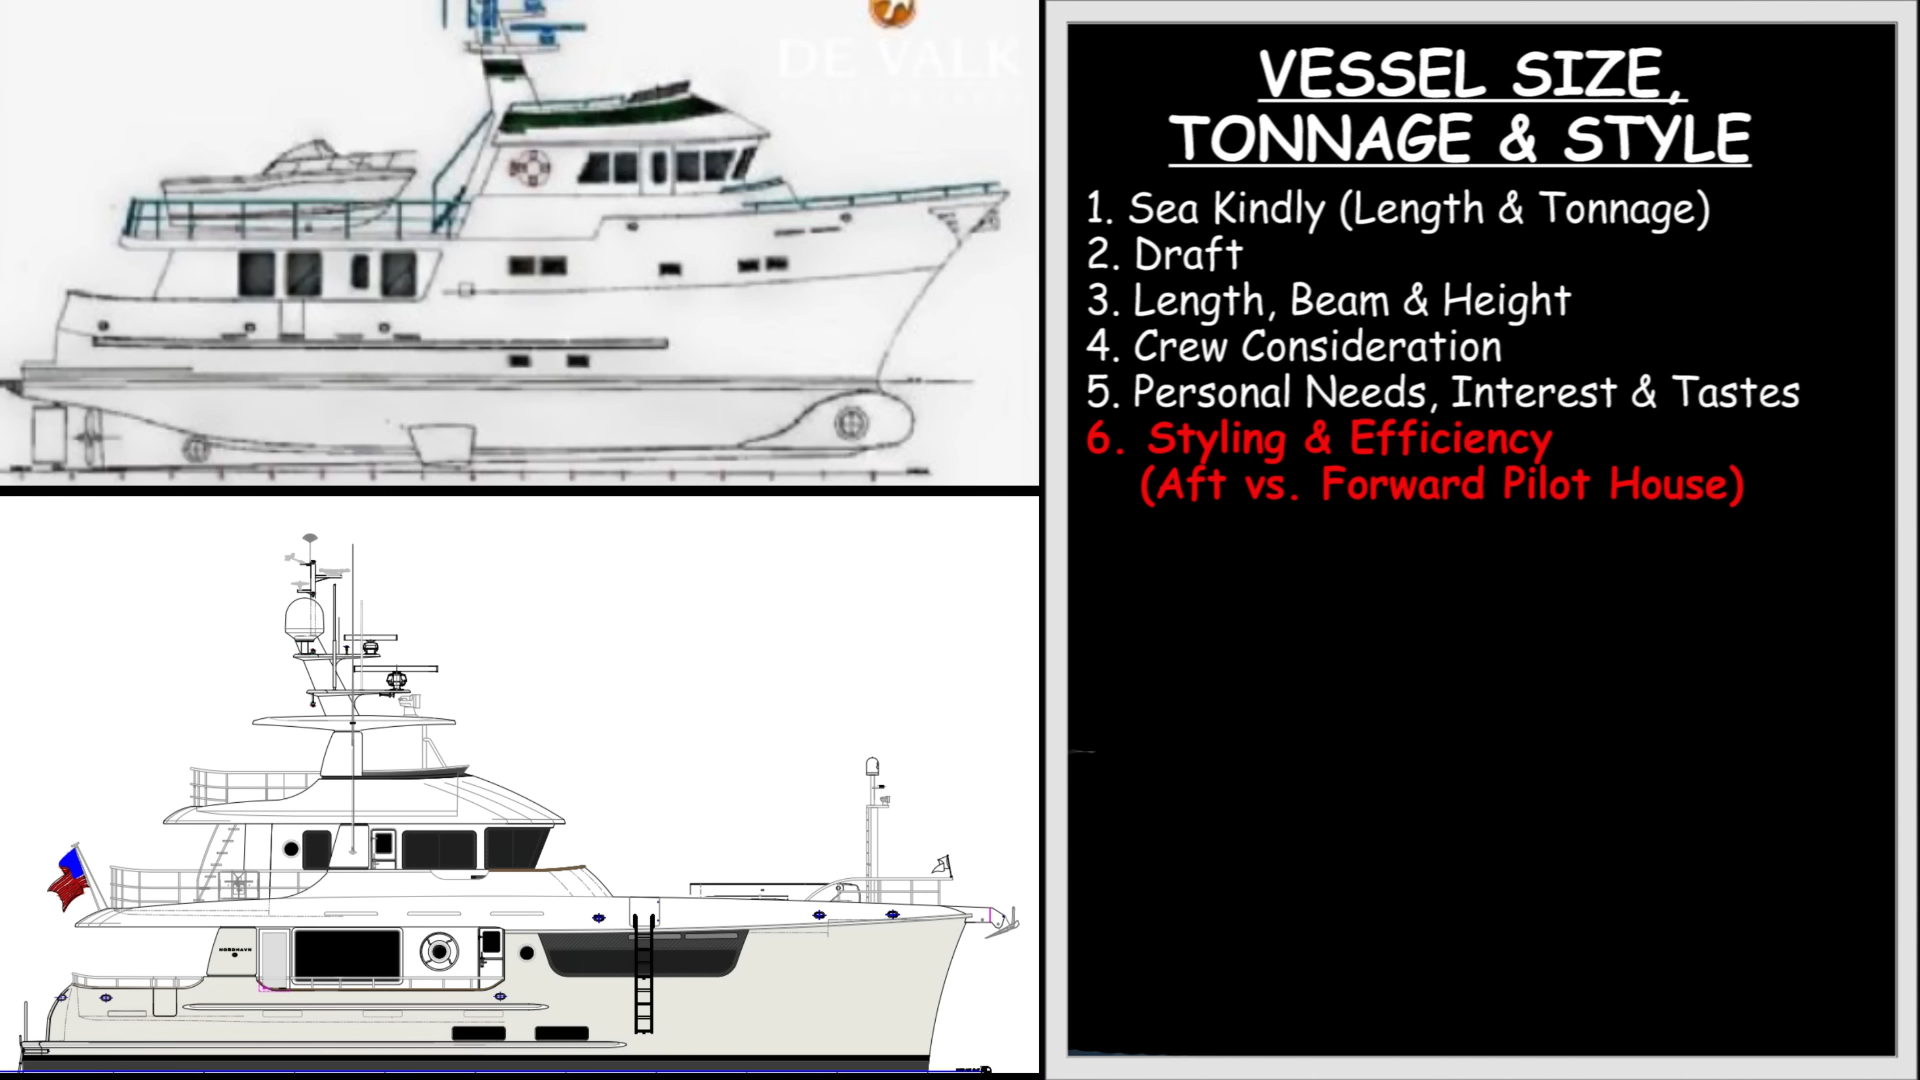 DE VALK
NORDHAVN
VESSEL SIZE,
TONNAGE & STYLE
1. Sea Kindly (Length & Tonnage)
2. Draft
3. Length, Beam & Height
4. Crew Consideration
5. Personal Needs, Interest & Tastes
6. Styling & Efficiency
(Aft vs. Forward Pilot House)